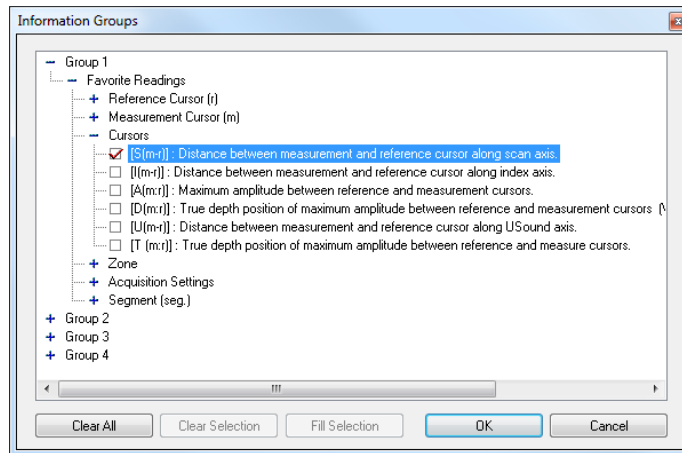 Information Groups
Group 1
Favorite Readings
Reference Cursor (r)
Measurement Cursor (m)
Cursors
[S(m-r)] : Distance between measurement and reference cursor along scan axis.
[I(m-r)] : Distance between measurement and reference cursor along index axis.
[A(m:r)] : Maximum amplitude between reference and measurement cursors.
[D(m:r)] : True depth position of maximum amplitude between reference and measurement cursors
[U(m-r)] : Distance between measurement and reference cursor along USound axis.
[T (m:r)] : True depth position of maximum amplitude between reference and measure cursors.
Zone
Acquisition Settings
Segment (seg.)
Group 2
Group 3
Group 4
Clear All Clear Selection Fill Selection OK Cancel